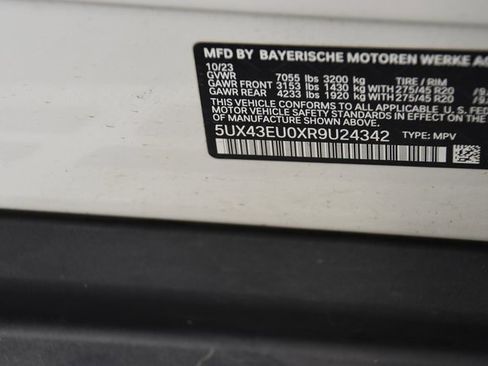 MFD BY BAYERISCHE MOTOREN WERKE AG
10/23
GVWR 7055 lbs 3200 kg TIRE / RIM
GAWR FRONT 3153 lbs 1430 kg WITH 275/45 R20
GAWR REAR 4233 lbs 1920 kg WITH 275/45 R20
THIS VEHICLE CONFORMS TO ALL APPLICABLE U.S. FE
MOTOR VEHICLE SAFETY STANDARDS IN EFFECT ON
OF MANUFACTURE SHOWN ABOVE.
5UX43EU0XR9U24342 TYPE: MPV